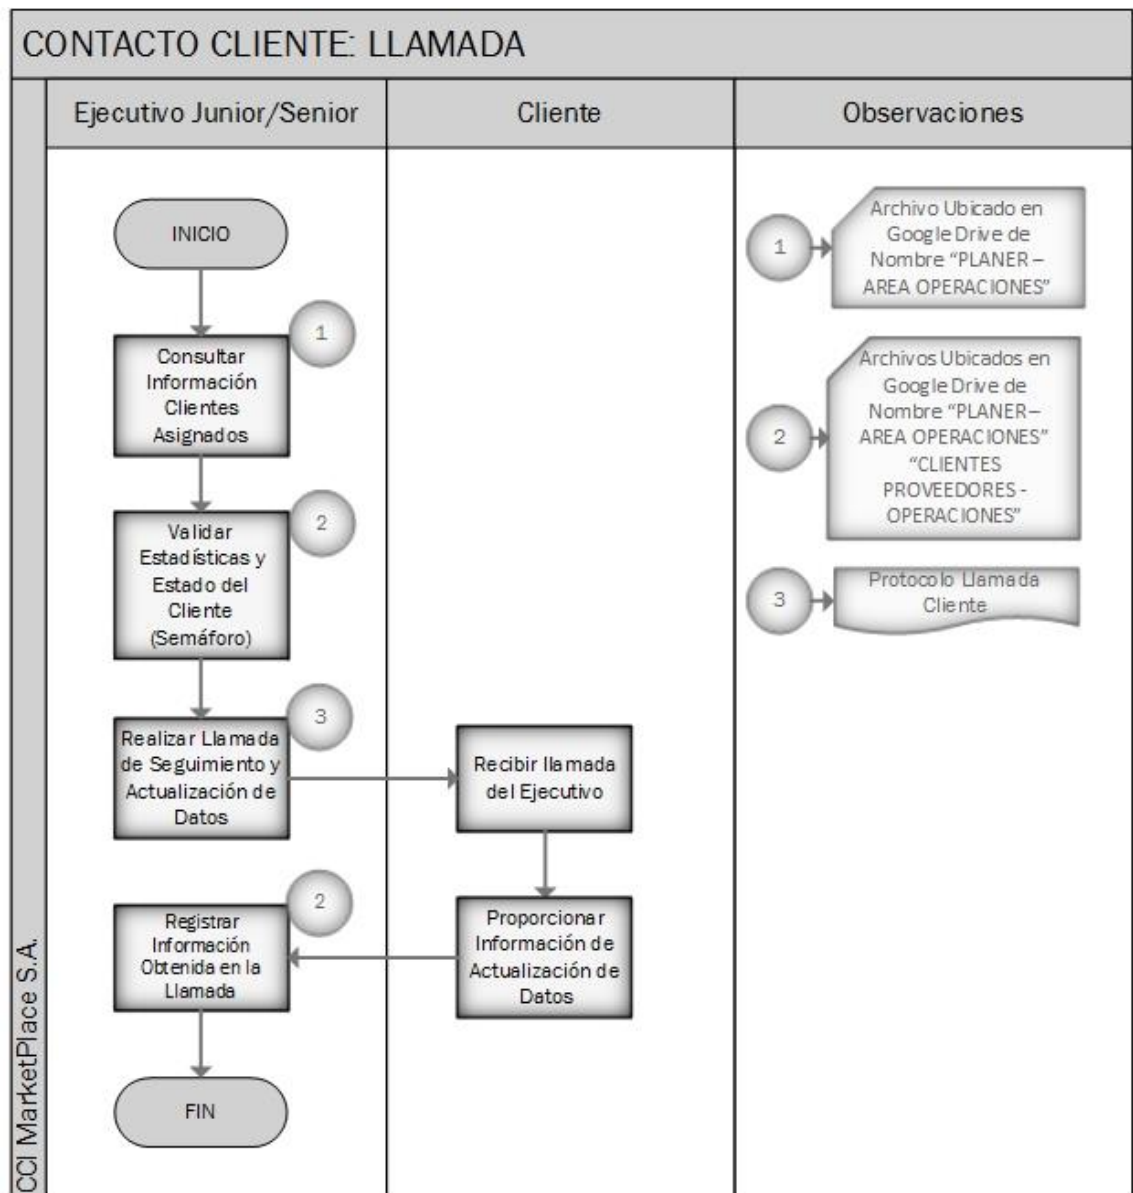 CONTACTO CLIENTE: LLAMADA
Ejecutivo Junior/Senior
Cliente
Observaciones
INICIO
1
Consultar
Información
Clientes
Asignados
2
Validar
Estadísticas y
Estado del
Cliente
(Semáforo)
3
Realizar Llamada
de Seguimiento y
Actualización de
Datos
Recibir llamada
del Ejecutivo
Proporcionar
Información de
Actualización de
Datos
2
Registrar
Información
Obtenida en la
Llamada
FIN
1
Archivo Ubicado en
Google Drive de
Nombre “PLANER –
AREA OPERACIONES”
2
Archivos Ubicados en
Google Drive de
Nombre “PLANER –
AREA OPERACIONES”
“CLIENTES
PROVEEDORES -
OPERACIONES”
3
Protocolo Llamada
Cliente
CCI MarketPlace S.A.